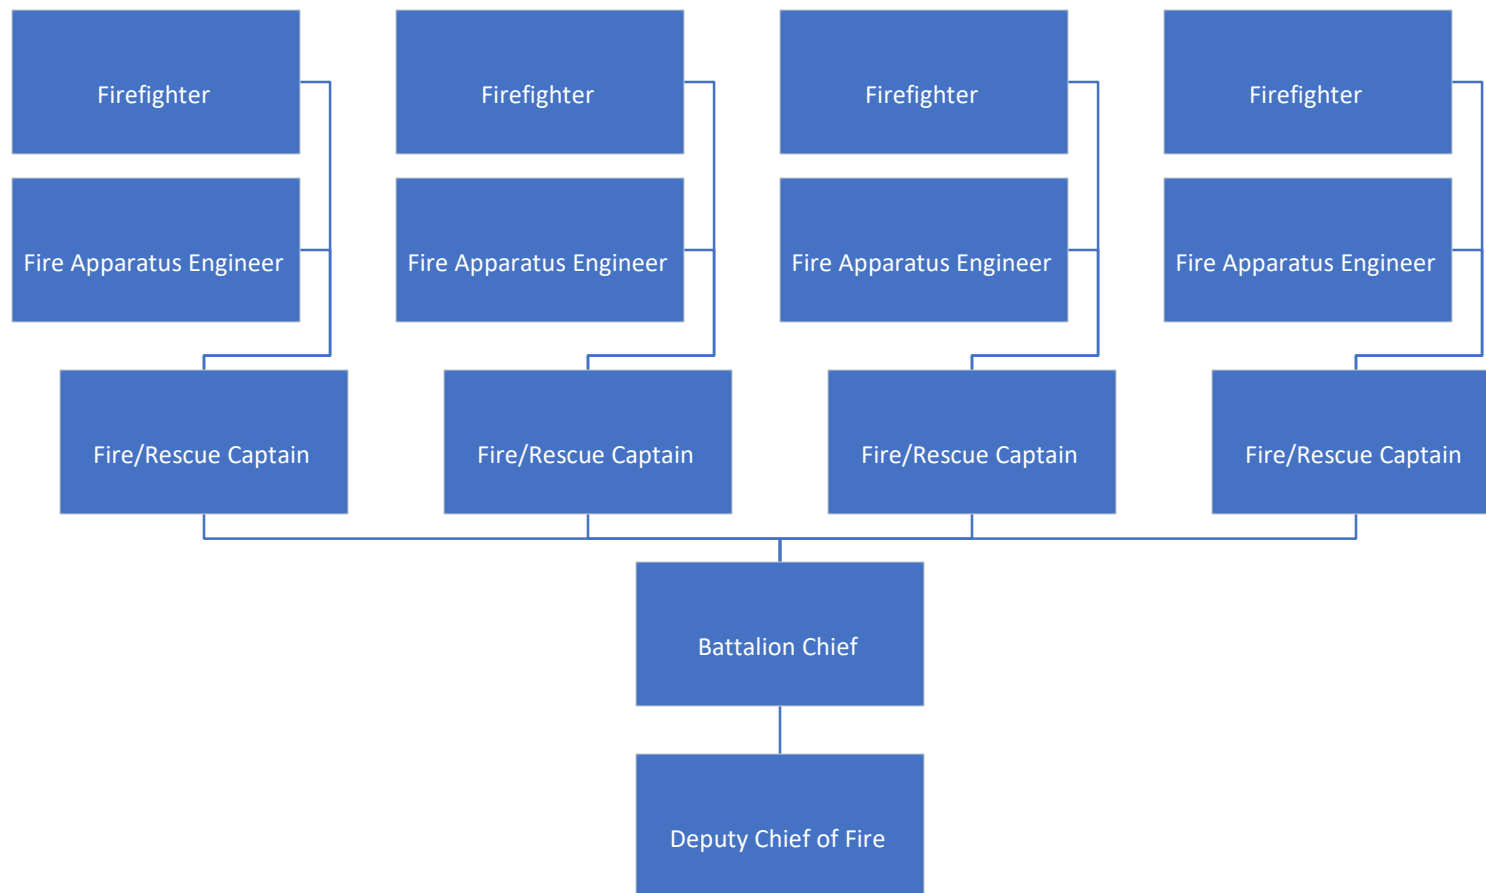 Firefighter
Firefighter
Firefighter
Firefighter
Fire Apparatus Engineer
Fire Apparatus Engineer
Fire Apparatus Engineer
Fire Apparatus Engineer
Fire/Rescue Captain
Fire/Rescue Captain
Fire/Rescue Captain
Fire/Rescue Captain
Battalion Chief
Deputy Chief of Fire